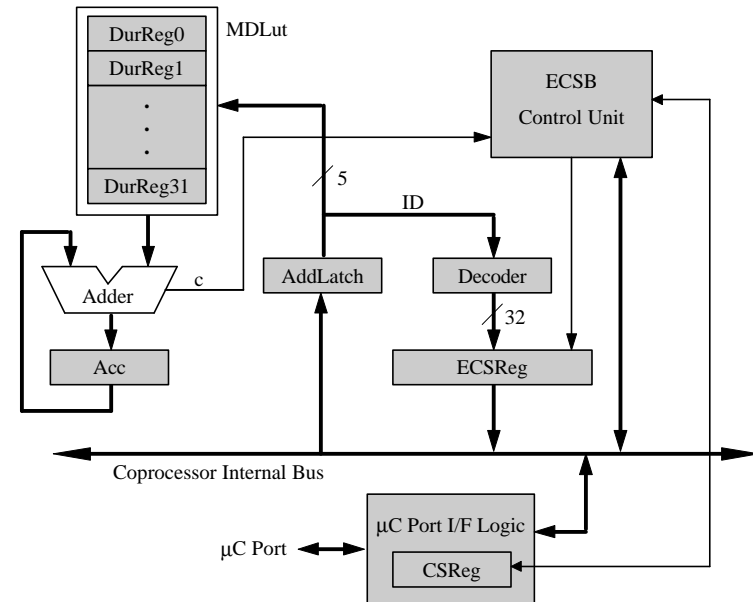 DurReg0
MDLut
DurReg1
.
.
.
DurReg31
ECSB
Control Unit
5
ID
Adder
c
AddLatch
Decoder
32
Acc
ECSReg
Coprocessor Internal Bus
μC Port I/F Logic
μC Port
CSReg